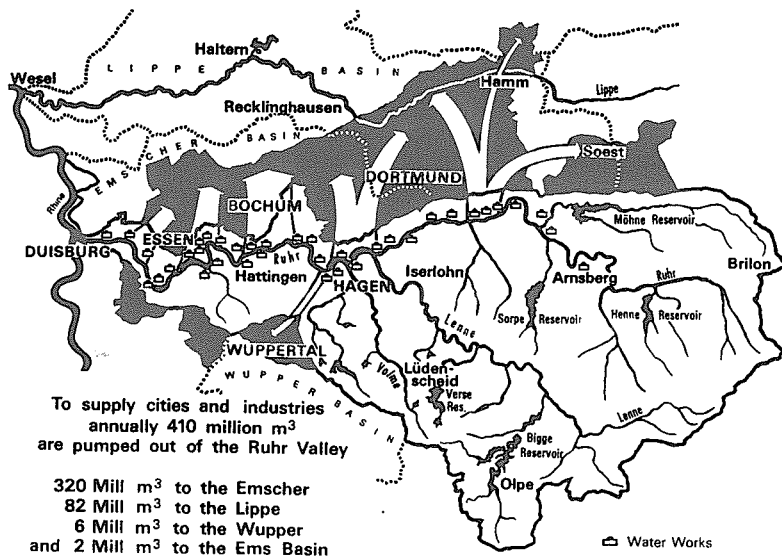 Haltern
Wesel
LIPPE BASIN
Hamm
Lippe
Recklinghausen
EMSCHER BASIN
Soest
DORTMUND
Rhine
BOCHUM
Möhne Reservoir
ESSEN
DUISBURG
Ruhr
Hattingen
Iserlohn
Arnsberg
Brilon
HAGEN
Ruhr
Lenne
Sorpe Reservoir
Henne Reservoir
WUPPERTAL
Volme
Lüden-
scheid
WUPPER BASIN
Verse
Res.
Lenne
Bigge
Reservoir
Olpe
To supply cities and industries
annually 410 million m³
are pumped out of the Ruhr Valley
320 Mill m³ to the Emscher
82 Mill m³ to the Lippe
6 Mill m³ to the Wupper
and 2 Mill m³ to the Ems Basin
Water Works